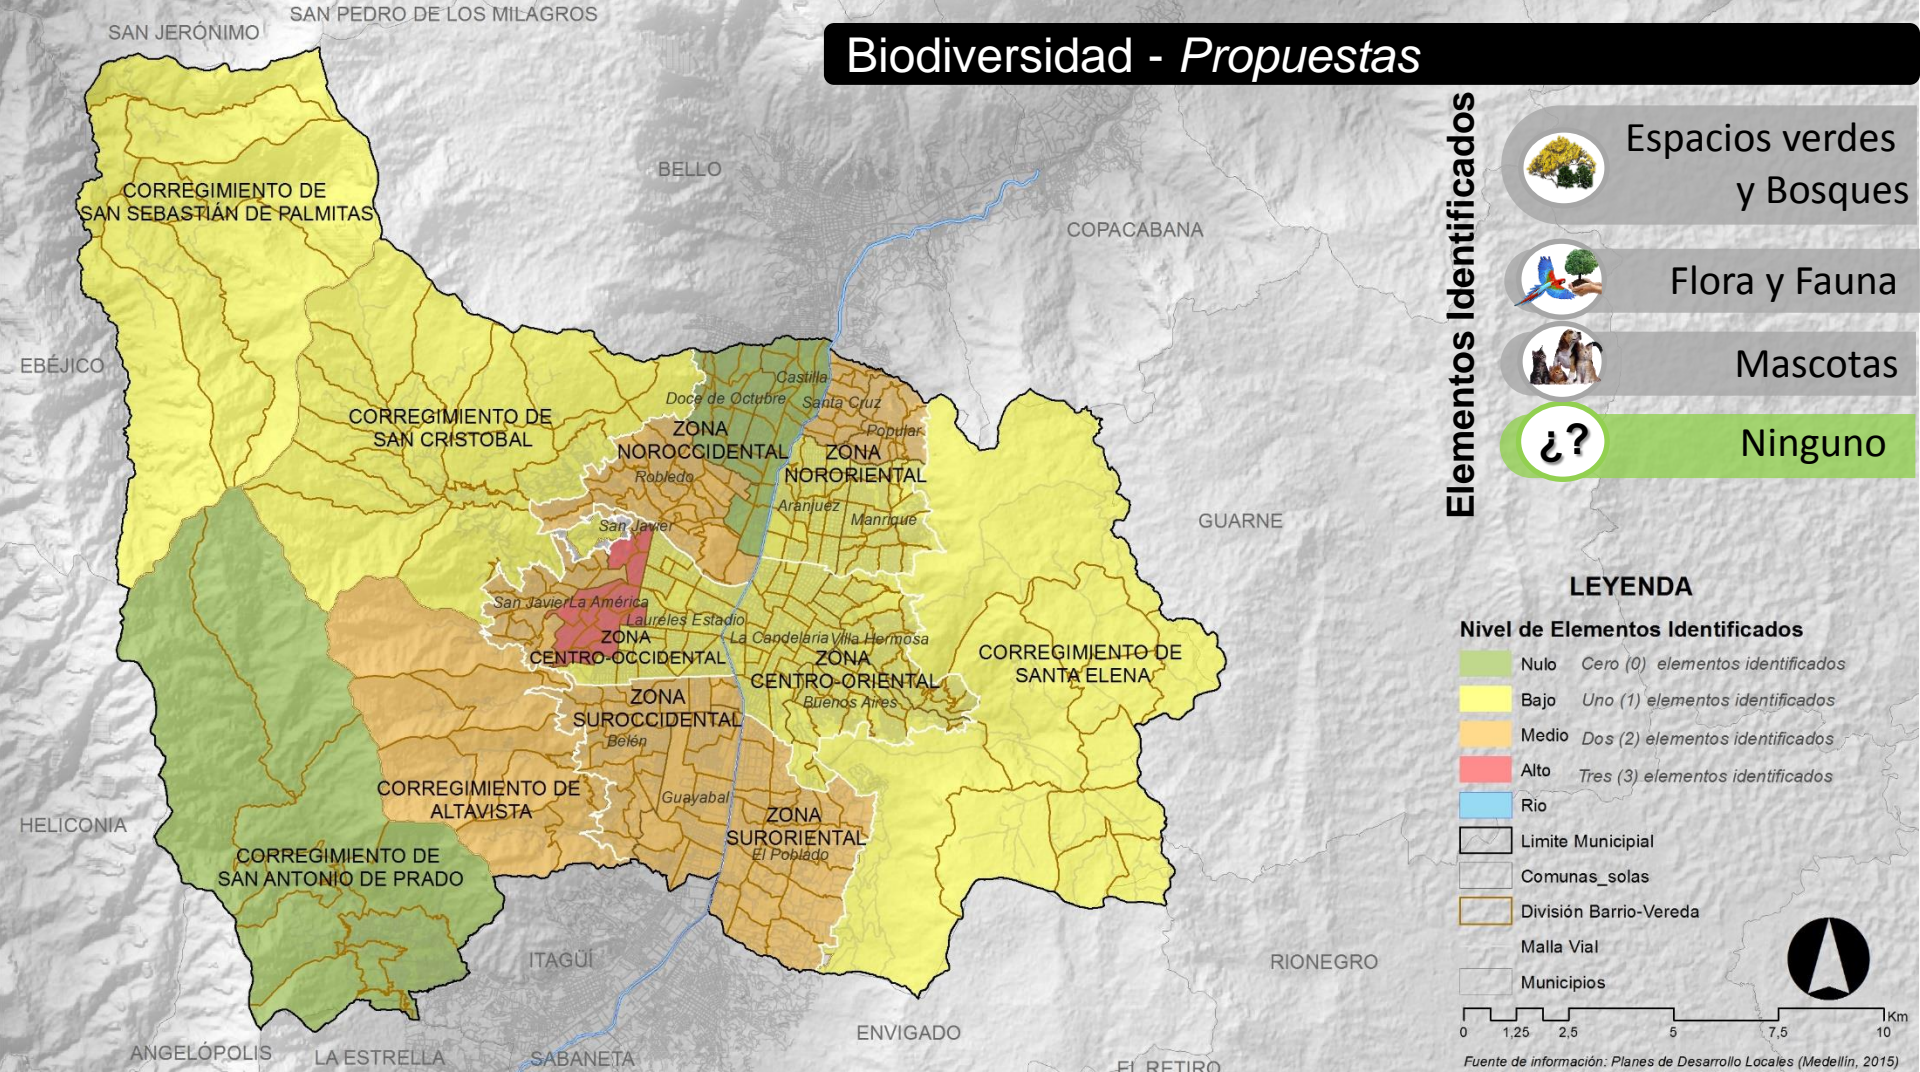 SAN PEDRO DE LOS MILAGROS
SAN JERÓNIMO
Biodiversidad - Propuestas
BELLO
COPACABANA
EBÉJICO
GUARNE
HELICONIA
ITAGÜÍ
RIONEGRO
ENVIGADO
ANGELÓPOLIS
LA ESTRELLA
SABANETA
EL RETIRO
CORREGIMIENTO DE
SAN SEBASTIÁN DE PALMITAS
CORREGIMIENTO DE
SAN CRISTOBAL
Castilla
Doce de Octubre
Santa Cruz
Popular
ZONA
NOROCCIDENTAL
ZONA
NORORIENTAL
Robledo
Aranjuez
Manrique
San Javier
San Javier
La América
Laureles Estadio
ZONA
CENTRO-OCCIDENTAL
La Candelaria
Villa Hermosa
ZONA
CENTRO-ORIENTAL
Buenos Aires
CORREGIMIENTO DE
SANTA ELENA
ZONA
SUROCCIDENTAL
Belén
Guayabal
CORREGIMIENTO DE
ALTAVISTA
ZONA
SURORIENTAL
El Poblado
CORREGIMIENTO DE
SAN ANTONIO DE PRADO
Elementos Identificados
Espacios verdes
y Bosques
Flora y Fauna
Mascotas
¿?
Ninguno
LEYENDA
Nivel de Elementos Identificados
Nulo Cero (0) elementos identificados
Bajo Uno (1) elementos identificados
Medio Dos (2) elementos identificados
Alto Tres (3) elementos identificados
Rio
Limite Municipial
Comunas_solas
División Barrio-Vereda
Malla Vial
Municipios
0 1,25 2,5 5 7,5 10 Km
Fuente de información: Planes de Desarrollo Locales (Medellín, 2015)